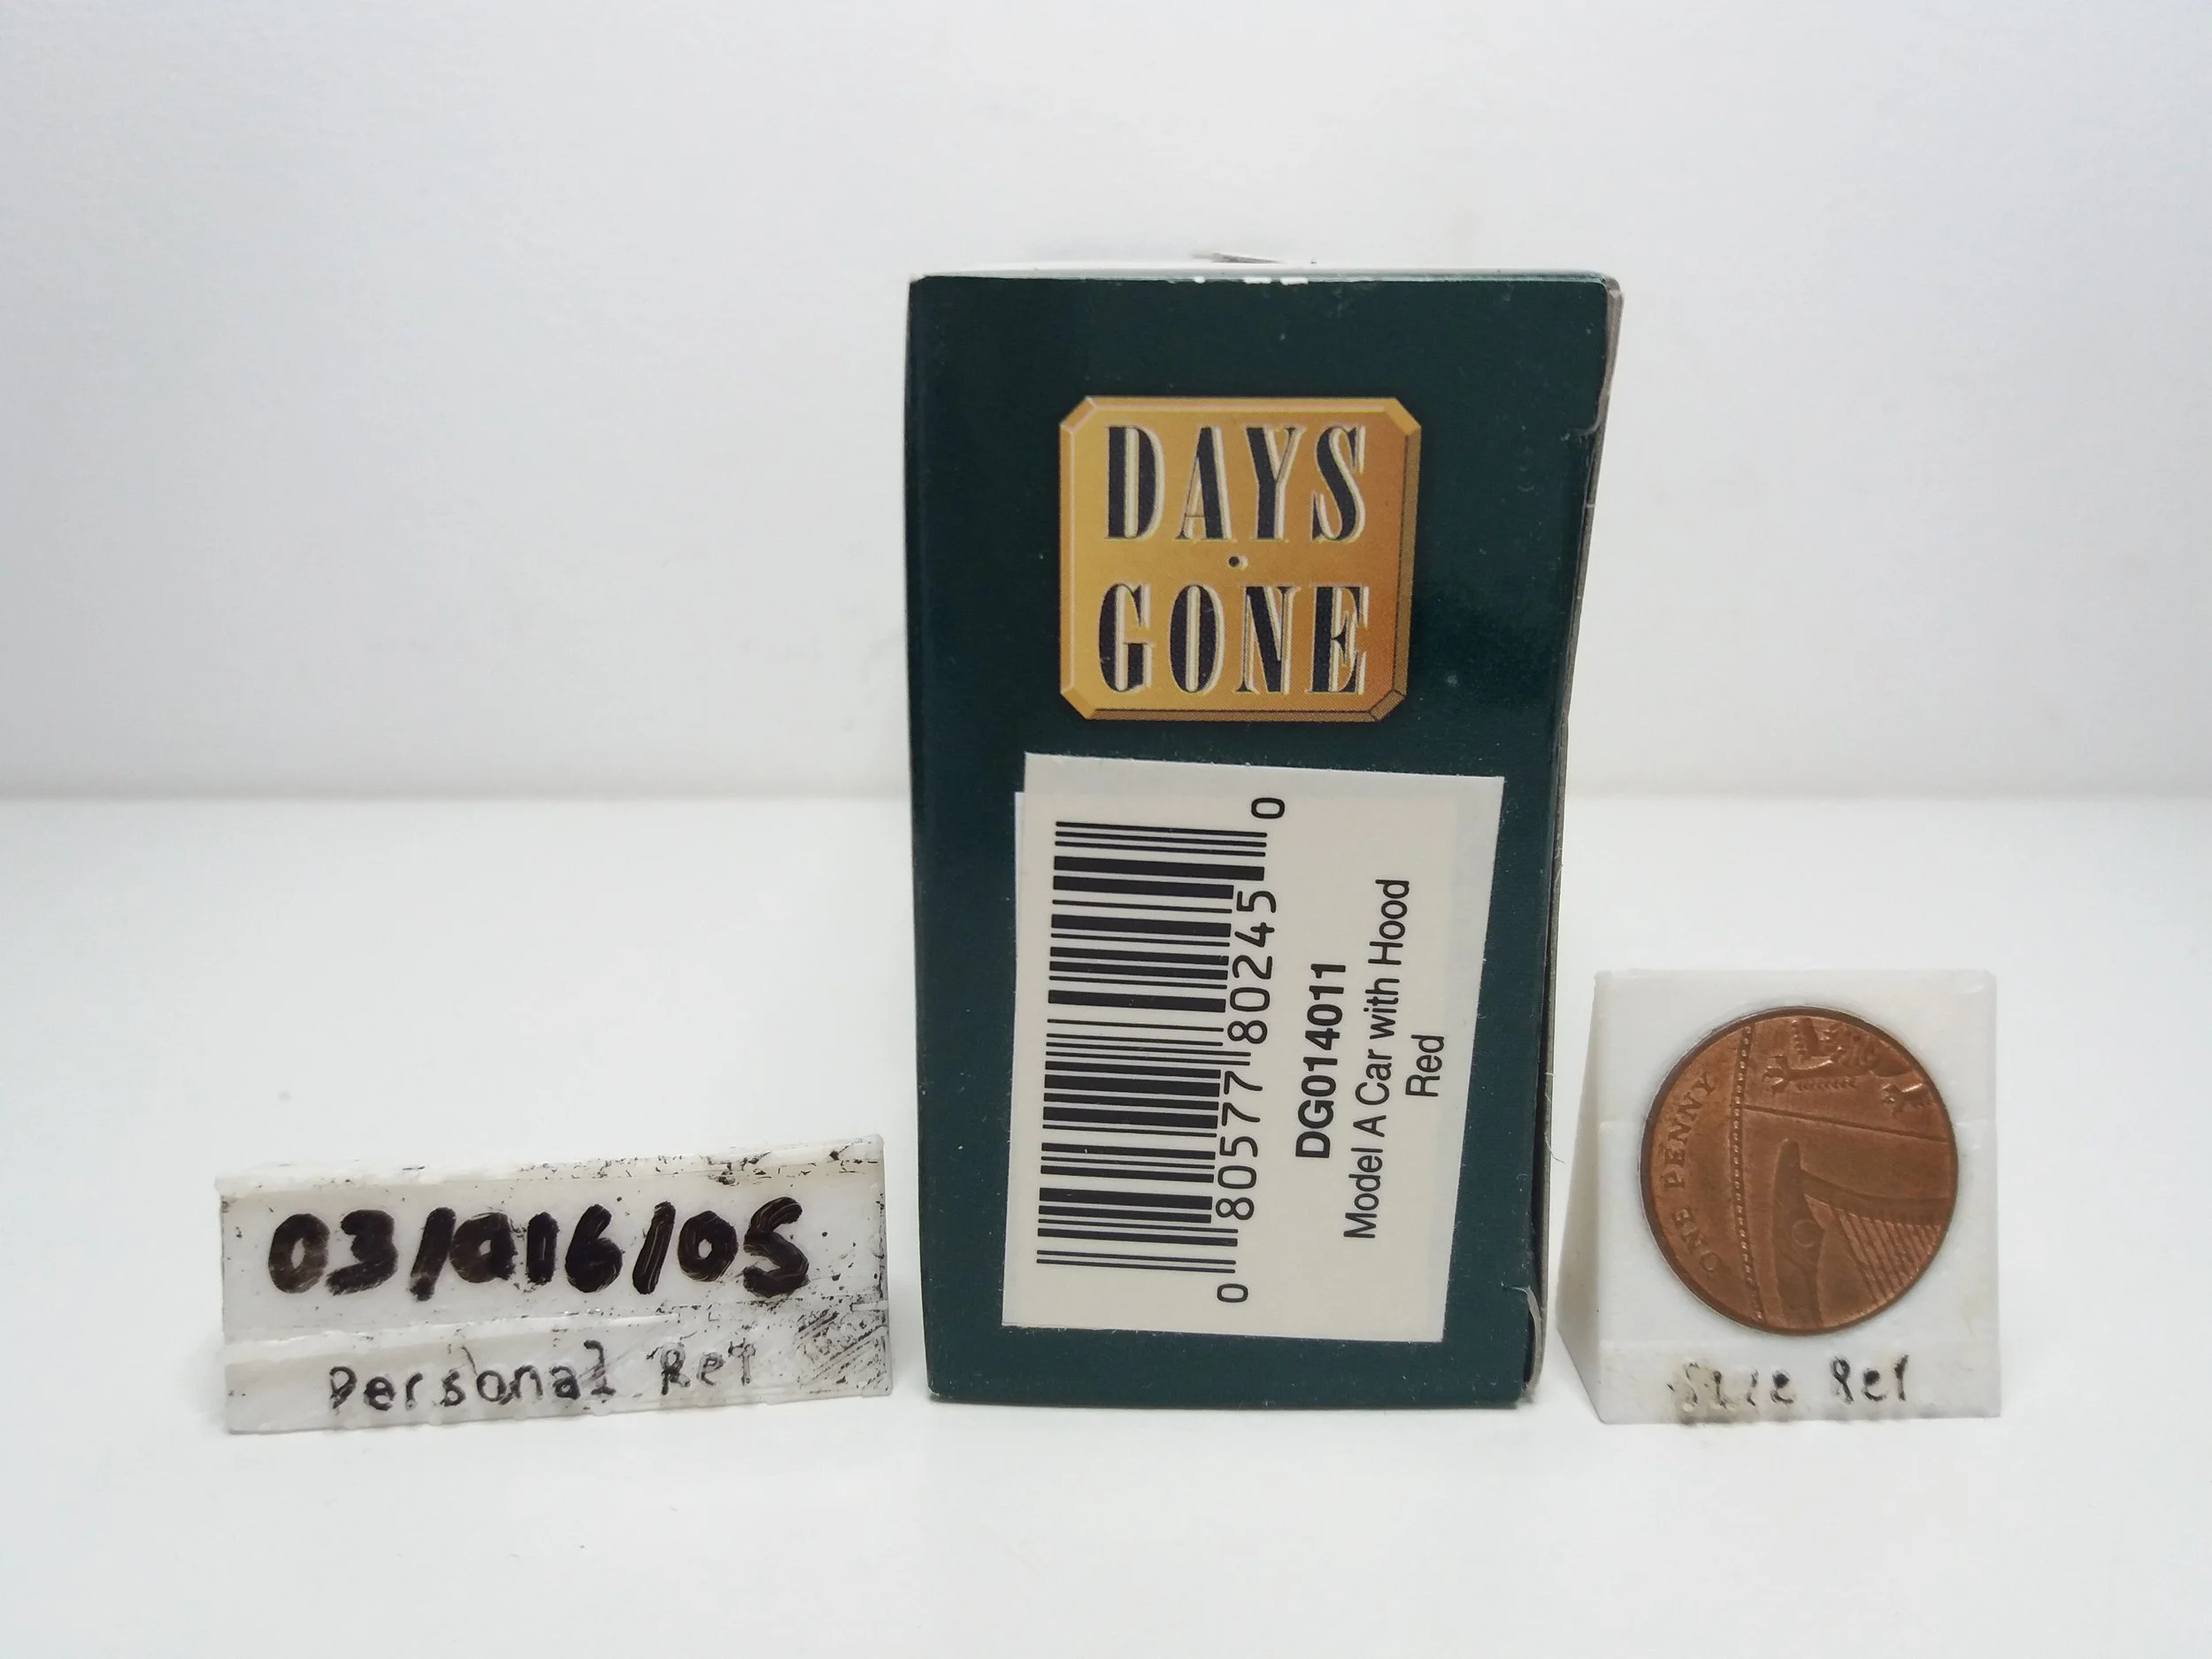 DAYS
GONE
0 80577 80245 0
DG014011
Model A Car with Hood
Red
03/016/05
Personal Ref
ONE PENNY
Size Ref